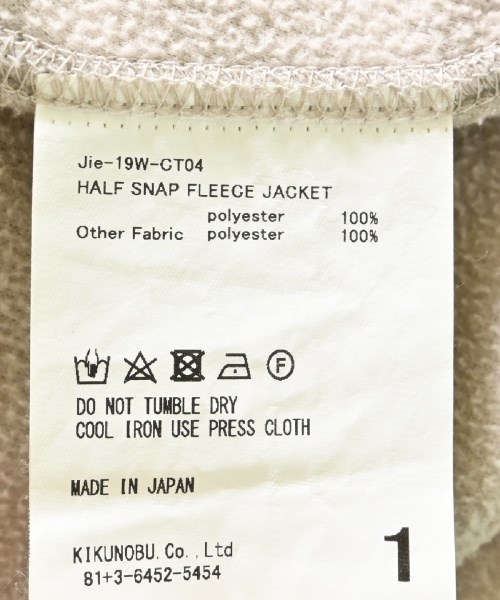 Jie-19W-CT04
HALF SNAP FLEECE JACKET
polyester 100%
Other Fabric polyester 100%
F
DO NOT TUMBLE DRY
COOL IRON USE PRESS CLOTH
MADE IN JAPAN
KIKUNOBU.Co.,Ltd
81+3-6452-5454
1